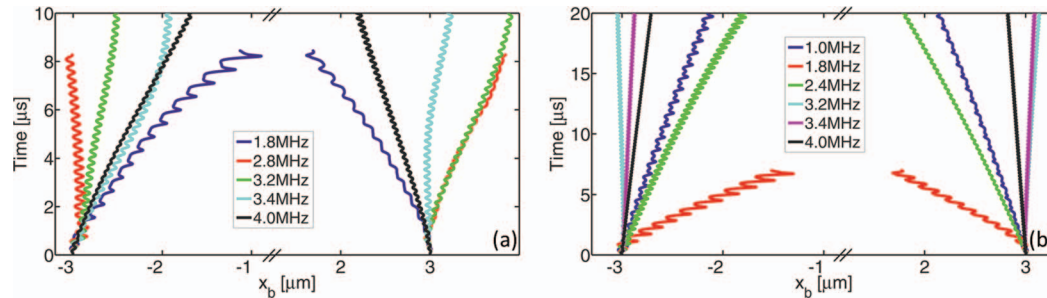 10
8
6
4
2
0
Time [μs]
1.8MHz
2.8MHz
3.2MHz
3.4MHz
4.0MHz
(a)
-3 -2 -1 2 3
x_b [μm]
20
15
10
5
0
Time [μs]
1.0MHz
1.8MHz
2.4MHz
3.2MHz
3.4MHz
4.0MHz
(b)
-3 -2 -1 2 3
x_b [μm]